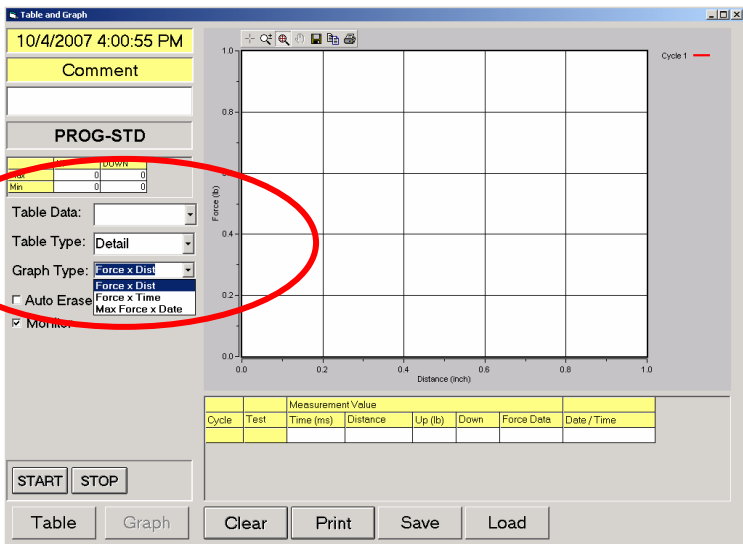 Table and Graph
10/4/2007 4:00:55 PM
Comment
PROG-STD
DOWN
Max 0 0
Min 0 0
Table Data:
Table Type: Detail
Graph Type: Force x Dist
Force x Dist
Force x Time
Max Force x Date
Auto Erase
Monitor
START STOP
Table Graph
Cycle 1
1.0
0.8
0.4
0.2
0.0
Force (lb)
0.0 0.2 0.4 0.6 0.8 1.0
Distance (inch)
Measurement Value
Cycle Test Time (ms) Distance Up (lb) Down Force Data Date / Time
Clear Print Save Load